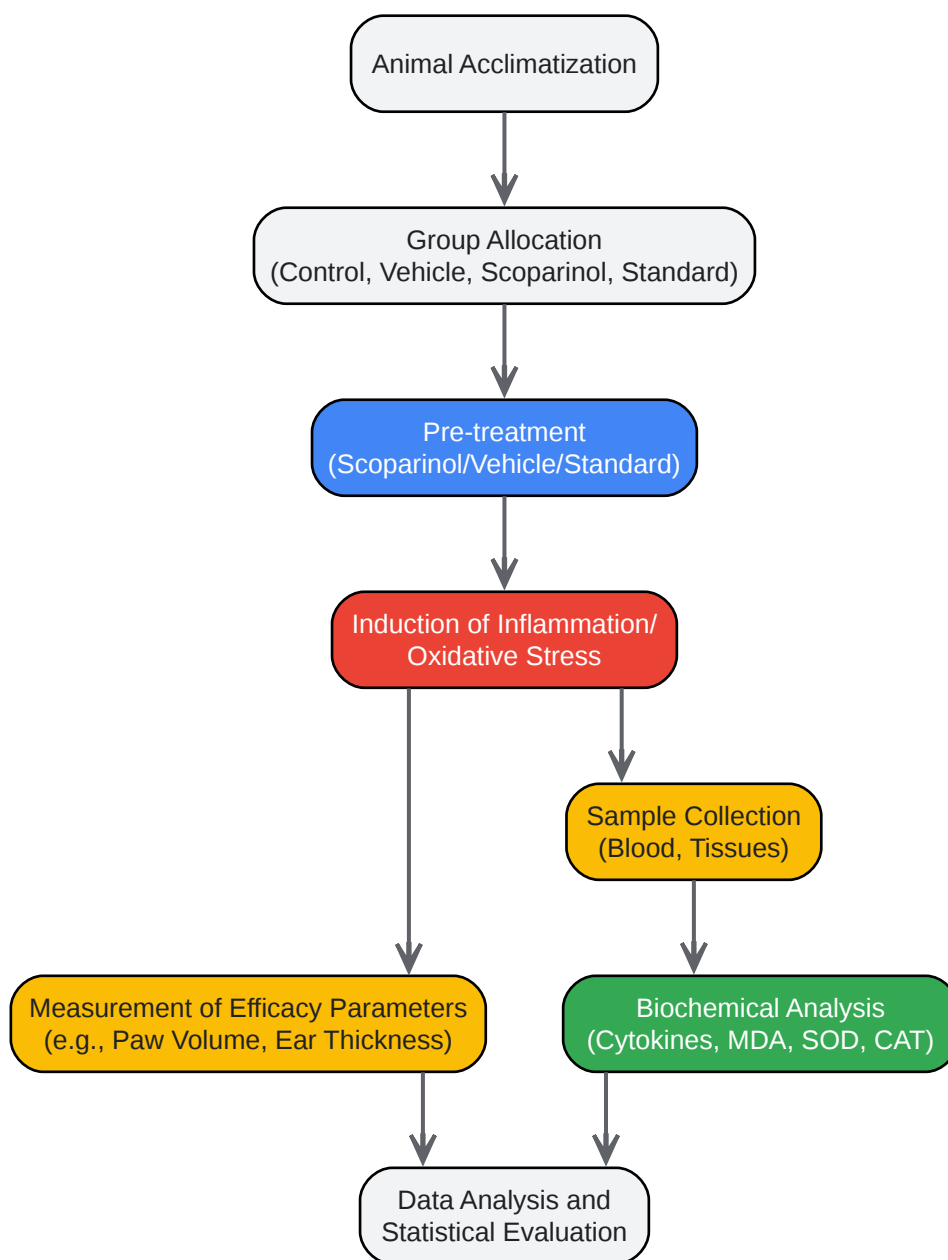 Animal Acclimatization
Group Allocation
(Control, Vehicle, Scoparinol, Standard)
Pre-treatment
(Scoparinol/Vehicle/Standard)
Induction of Inflammation/
Oxidative Stress
Sample Collection
(Blood, Tissues)
Measurement of Efficacy Parameters
(e.g., Paw Volume, Ear Thickness)
Biochemical Analysis
(Cytokines, MDA, SOD, CAT)
Data Analysis and
Statistical Evaluation